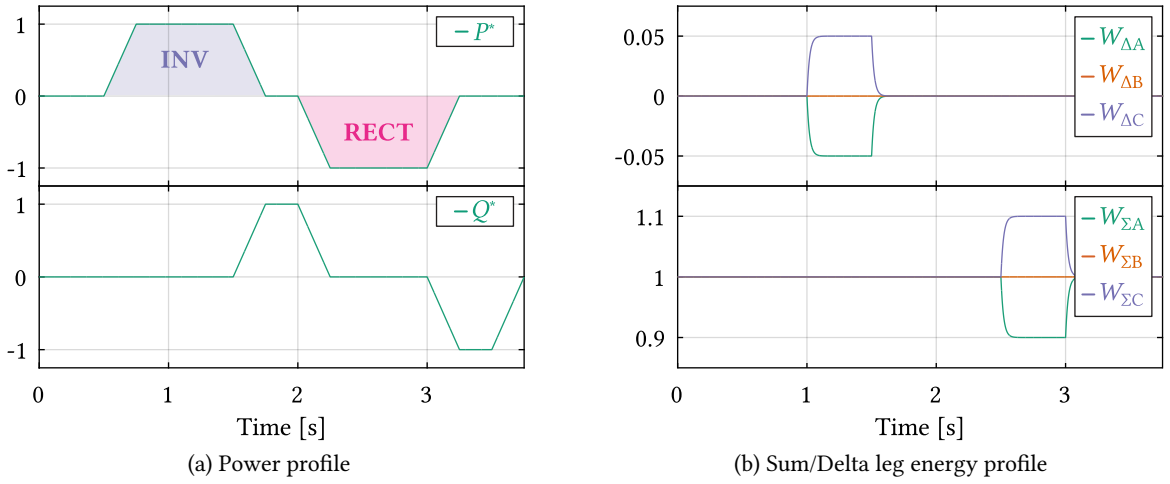 1
0
-1
INV
RECT
P*
1
0
-1
Q*
0
1
2
3
Time [s]
(a) Power profile
0.05
0
-0.05
WΔA
WΔB
WΔC
1.1
1
0.9
WΣA
WΣB
WΣC
0
1
2
3
Time [s]
(b) Sum/Delta leg energy profile